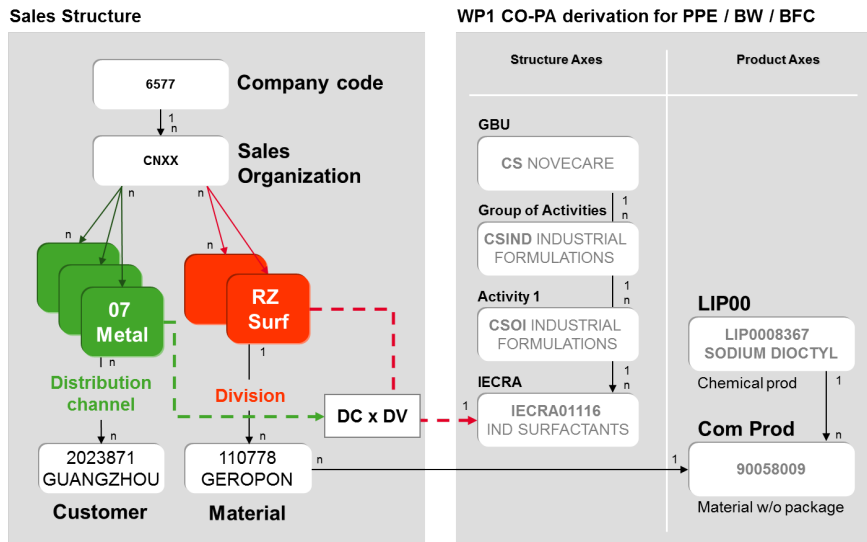 Sales Structure
6577
Company code
1
n
CNXX
Sales
Organization
n
n
n
n
07
Metal
RZ
Surf
n
1
Distribution
channel
Division
DC x DV
n
n
2023871
GUANGZHOU
110778
GEROPON
n
Customer
Material
WP1 CO-PA derivation for PPE / BW / BFC
Structure Axes
Product Axes
GBU
CS NOVECARE
1
n
Group of Activities
CSIND INDUSTRIAL
FORMULATIONS
1
n
Activity 1
CSOI INDUSTRIAL
FORMULATIONS
1
n
IECRA
1
IECRA01116
IND SURFACTANTS
LIP00
LIP0008367
SODIUM DIOCTYL
Chemical prod
1
n
Com Prod
1
90058009
Material w/o package